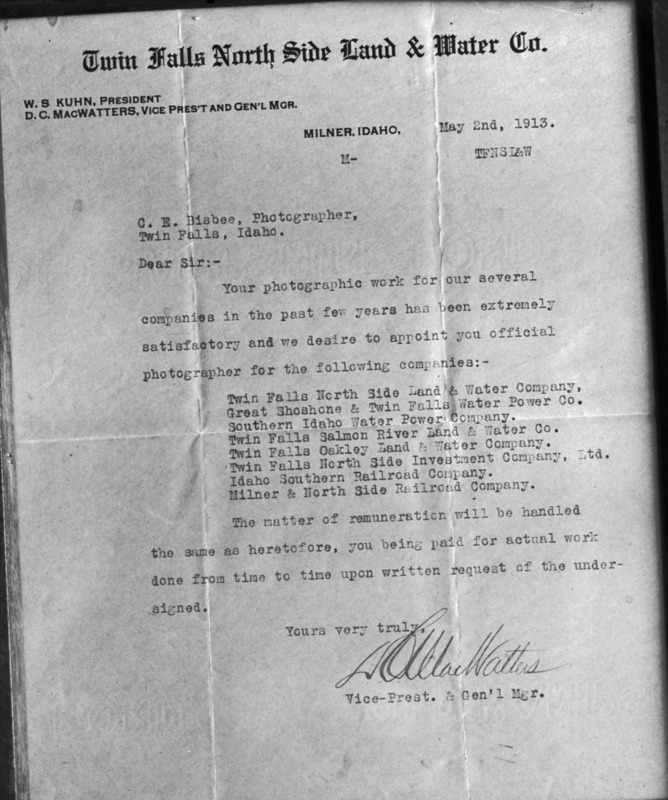 Twin Falls North Side Land & Water Co.
W. S. KUHN, PRESIDENT
D. C. MACWATTERS, VICE PRES'T AND GEN'L MGR.
MILNER, IDAHO, May 2nd, 1913.
M- TFNSL&W
C. E. Bisbee, Photographer,
Twin Falls, Idaho.
Dear Sir:-
Your photographic work for our several
companies in the past few years has been extremely
satisfactory and we desire to appoint you official
photographer for the following companies:-
Twin Falls North Side Land & Water Company,
Great Shoshone & Twin Falls Water Power Co.
Southern Idaho Water Power Company.
Twin Falls Salmon River Land & Water Co.
Twin Falls Oakley Land & Water Company.
Twin Falls North Side Investment Company, Ltd.
Idaho Southern Railroad Company.
Milner & North Side Railroad Company.
The matter of remuneration will be handled
the same as heretofore, you being paid for actual work
done from time to time upon written request of the under-
signed.
Yours very truly,
D C MacWatters
Vice-Prest. & Gen'l Mgr.